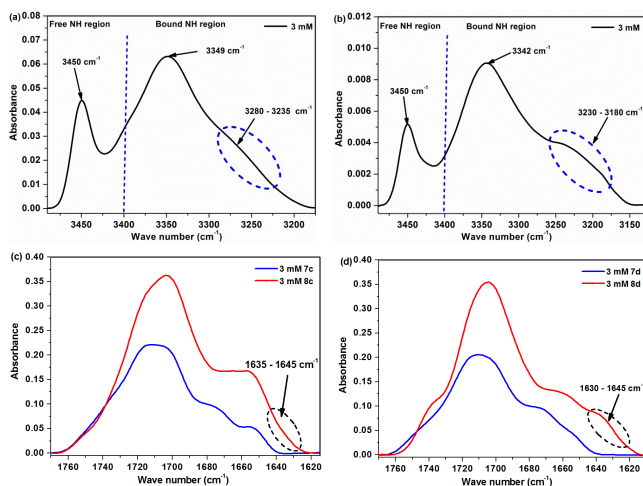 (a)
Free NH region
Bound NH region
3 mM
3450 cm⁻¹
3349 cm⁻¹
3280 - 3235 cm⁻¹
Absorbance
0.08
0.07
0.06
0.05
0.04
0.03
0.02
0.01
0.00
3450 3400 3350 3300 3250 3200
Wave number (cm⁻¹)
(b)
Free NH region
Bound NH region
3 mM
3450 cm⁻¹
3342 cm⁻¹
3230 - 3180 cm⁻¹
Absorbance
0.012
0.010
0.008
0.006
0.004
0.002
0.000
3450 3400 3350 3300 3250 3200 3150
Wave number (cm⁻¹)
(c)
3 mM 7c
3 mM 8c
1635 - 1645 cm⁻¹
Absorbance
0.40
0.35
0.30
0.25
0.20
0.15
0.10
0.05
0.00
1760 1740 1720 1700 1680 1660 1640 1620
Wave number (cm⁻¹)
(d)
3 mM 7d
3 mM 8d
1630 - 1645 cm⁻¹
Absorbance
0.40
0.35
0.30
0.25
0.20
0.15
0.10
0.05
0.00
1760 1740 1720 1700 1680 1660 1640 1620
Wave number (cm⁻¹)